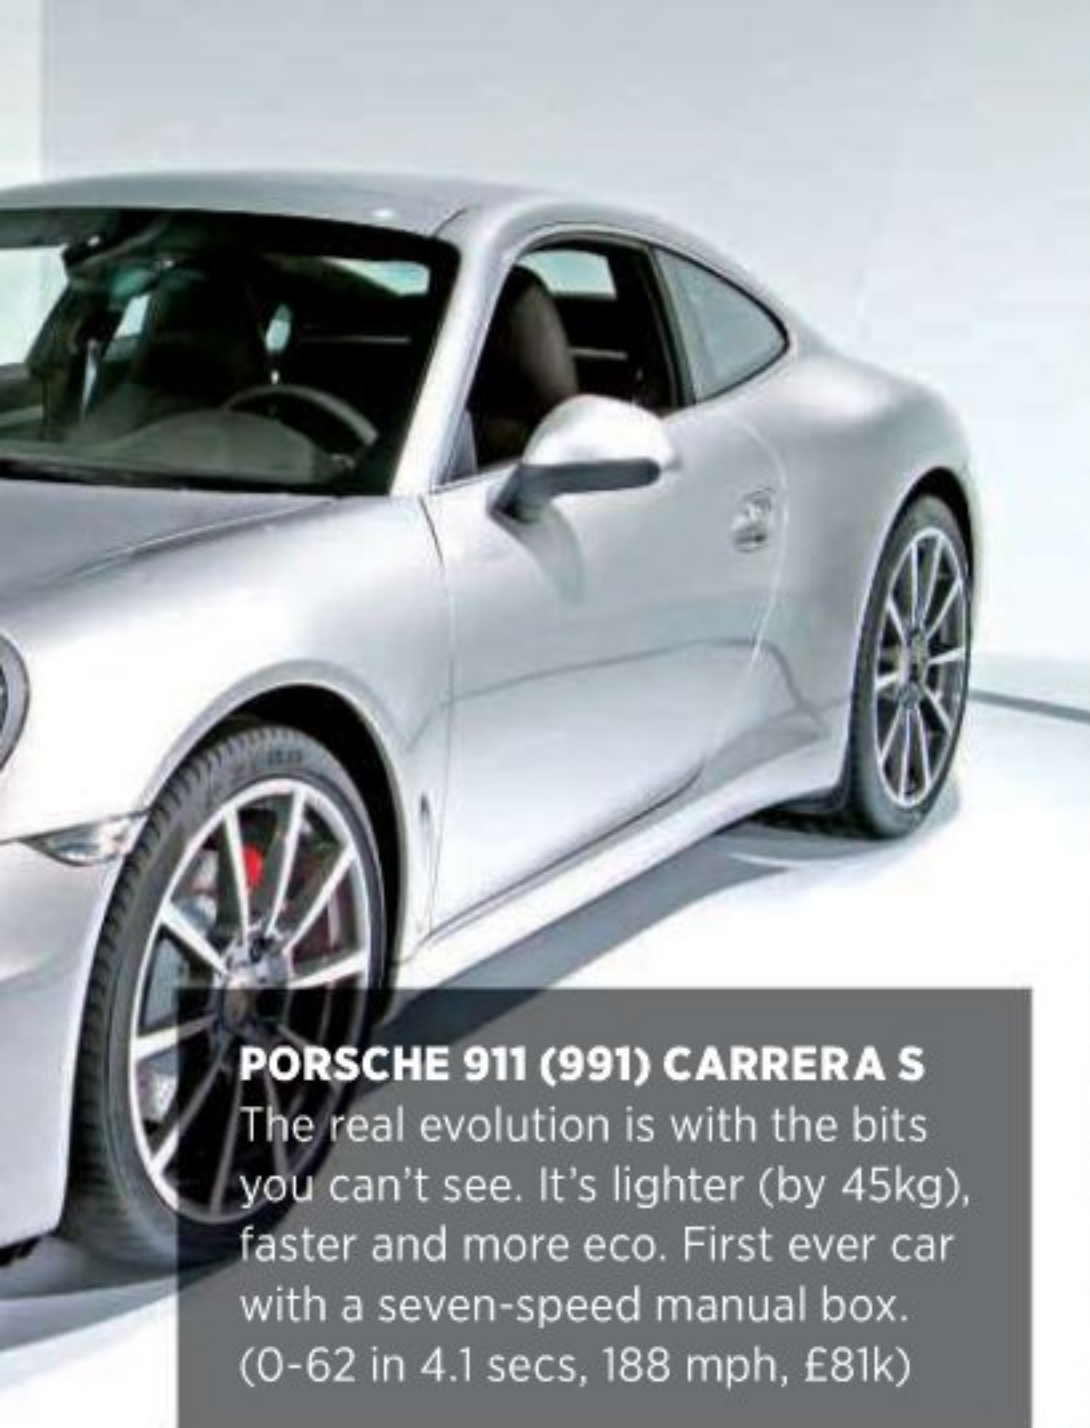 PORSCHE 911 (991) CARRERA S
The real evolution is with the bits
you can't see. It's lighter (by 45kg),
faster and more eco. First ever car
with a seven-speed manual box.
(0-62 in 4.1 secs, 188 mph, £81k)